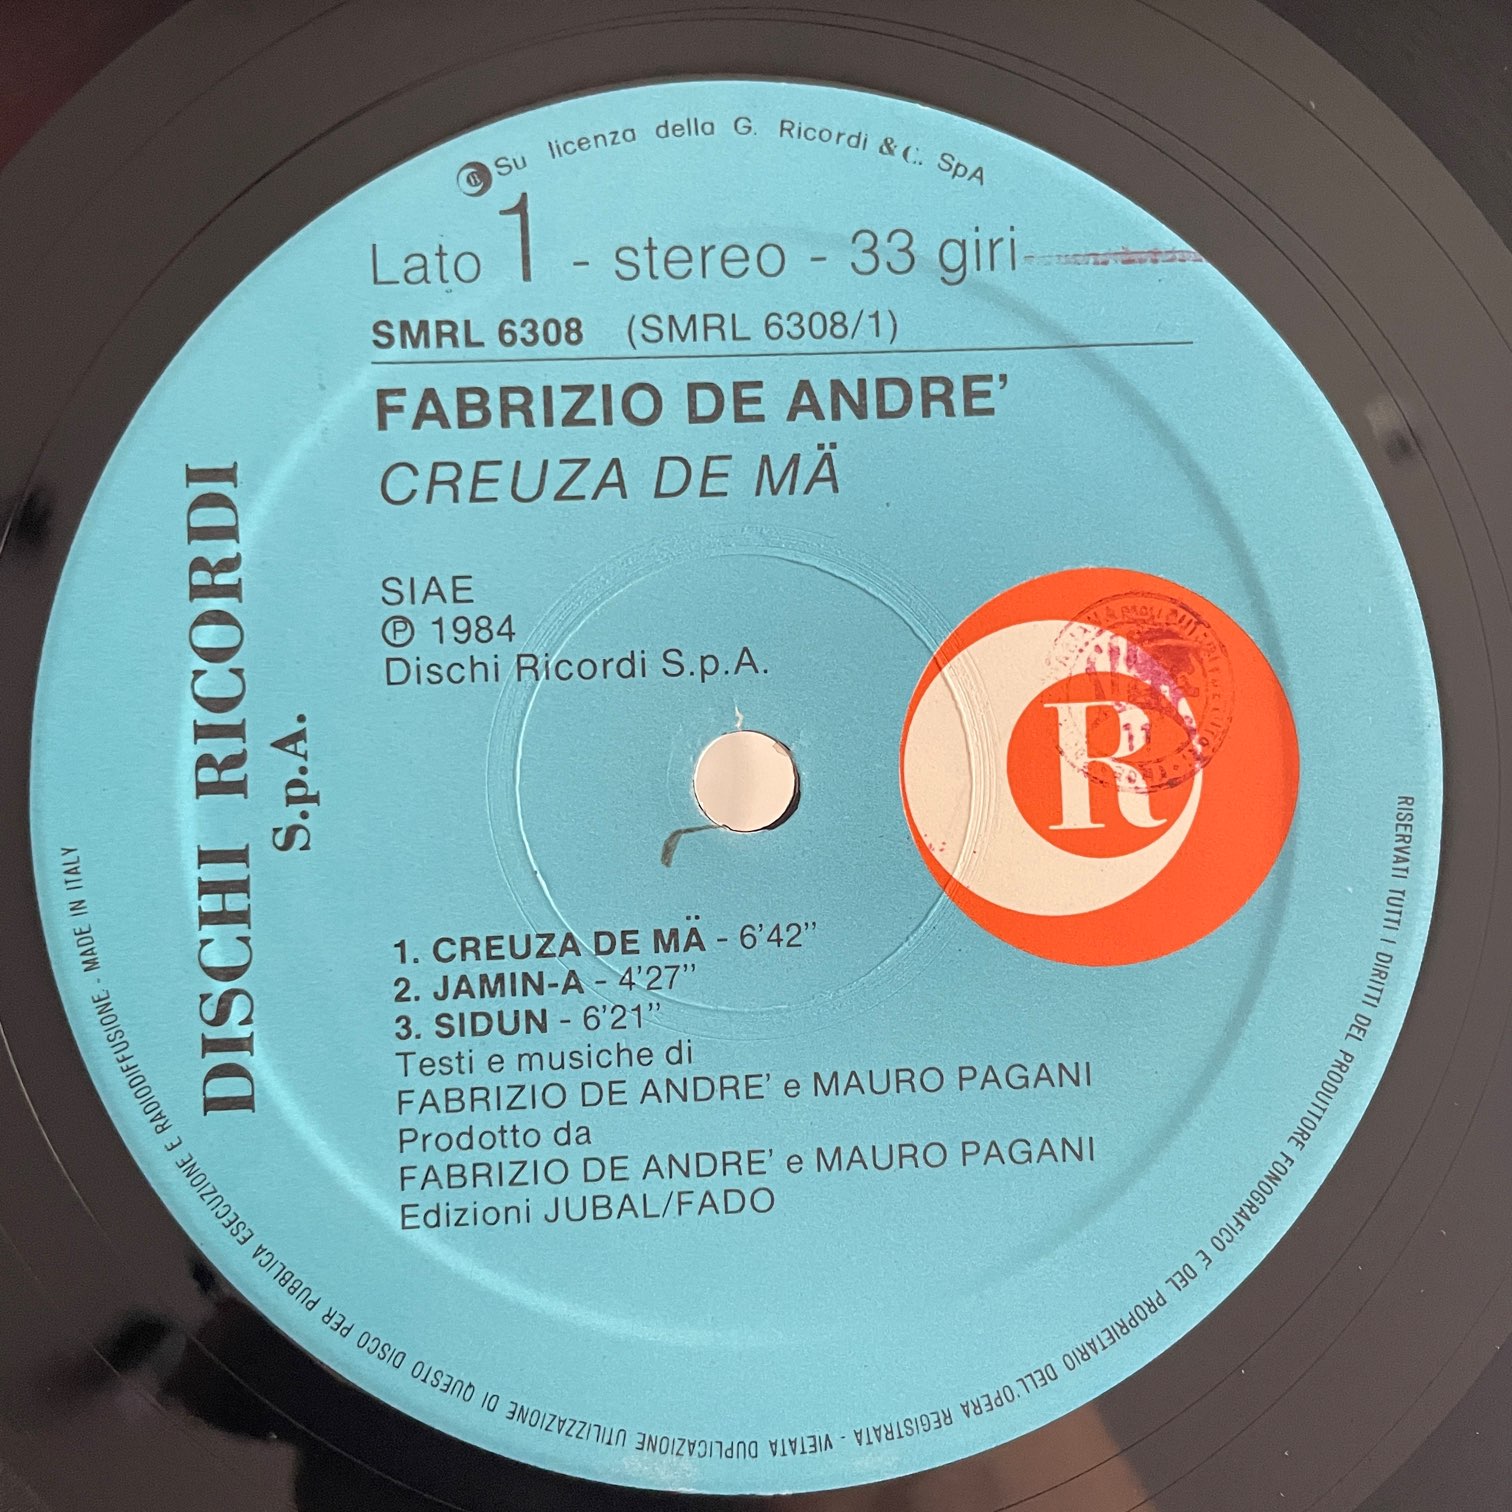 Su licenza della G. Ricordi & C. SpA
Lato 1 - stereo - 33 giri
SMRL 6308 (SMRL 6308/1)
FABRIZIO DE ANDRE'
CREUZA DE MÄ
SIAE
℗ 1984
Dischi Ricordi S.p.A.
DISCHI RICORDI
S.p.A.
R
1. CREUZA DE MÄ - 6'42"
2. JAMIN-A - 4'27"
3. SIDUN - 6'21"
Testi e musiche di
FABRIZIO DE ANDRE' e MAURO PAGANI
Prodotto da
FABRIZIO DE ANDRE' e MAURO PAGANI
Edizioni JUBAL/FADO
RISERVATI TUTTI I DIRITTI DEL PRODUTTORE FONOGRAFICO E DEL PROPRIETARIO DELL'OPERA REGISTRATA - VIETATA DUPLICAZIONE UTILIZZAZIONE DI QUESTO DISCO PER PUBBLICA ESECUZIONE E RADIODIFFUSIONE - MADE IN ITALY